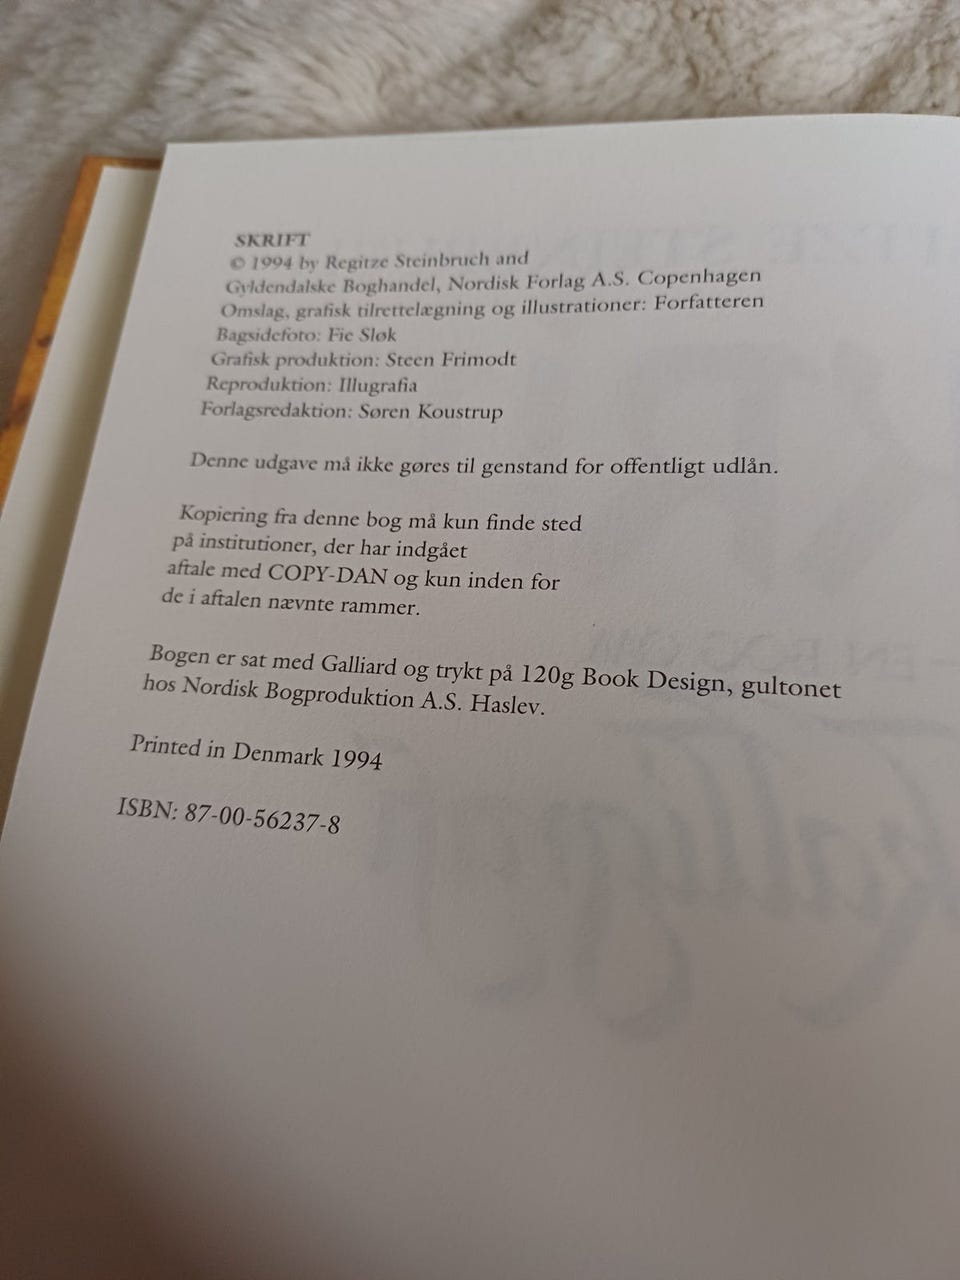 SKRIFT
© 1994 by Regitze Steinbruch and
Gyldendalske Boghandel, Nordisk Forlag A.S. Copenhagen
Omslag, grafisk tilrettelægning og illustrationer: Forfatteren
Bagsidefoto: Fie Sløk
Grafisk produktion: Steen Frimodt
Reproduktion: Illugrafia
Forlagsredaktion: Søren Koustrup
Denne udgave må ikke gøres til genstand for offentligt udlån.
Kopiering fra denne bog må kun finde sted
på institutioner, der har indgået
aftale med COPY-DAN og kun inden for
de i aftalen nævnte rammer.
Bogen er sat med Galliard og trykt på 120g Book Design, gultonet
hos Nordisk Bogproduktion A.S. Haslev.
Printed in Denmark 1994
ISBN: 87-00-56237-8